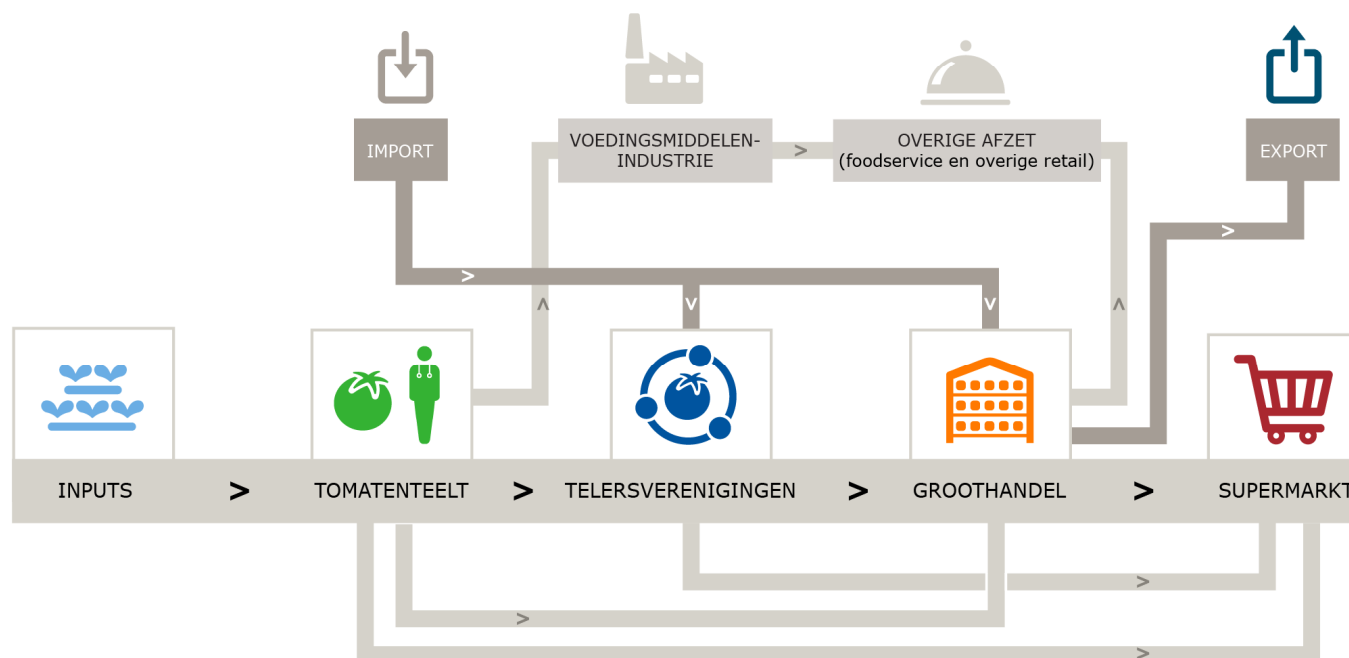 IMPORT
VOEDINGSMIDDELEN-
INDUSTRIE
>
OVERIGE AFZET
(foodservice en overige retail)
EXPORT
INPUTS > TOMATENTEELT > TELERSVERENIGINGEN > GROOTHANDEL > SUPERMARKT